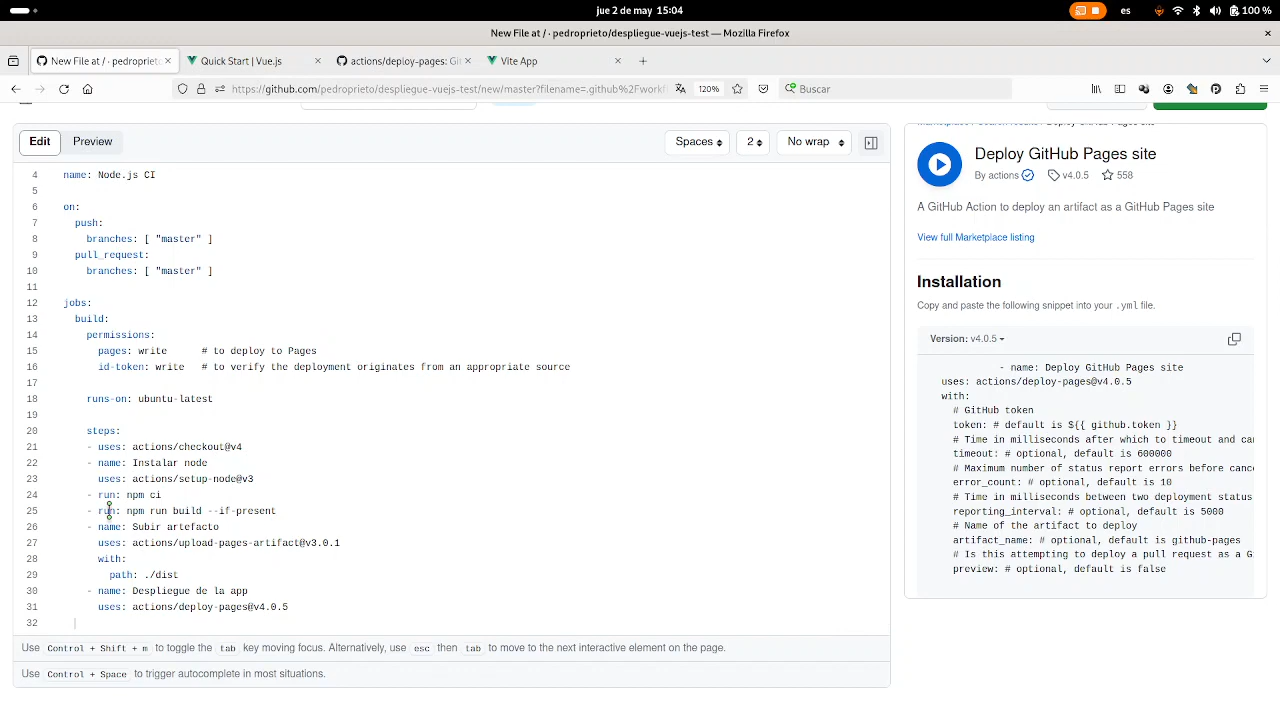 jue 2 de may 15:04
es
100 %
New File at / · pedroprieto/despliegue-vuejs-test — Mozilla Firefox
New File at / · pedroprieto
Quick Start | Vue.js
actions/deploy-pages: Git
Vite App
https://github.com/pedroprieto/despliegue-vuejs-test/new/master?filename=.github%2Fworkf
120%
Buscar
Edit
Preview
Spaces
2
No wrap
4 name: Node.js CI
5
6 on:
7 push:
8 branches: [ "master" ]
9 pull_request:
10 branches: [ "master" ]
11
12 jobs:
13 build:
14 permissions:
15 pages: write # to deploy to Pages
16 id-token: write # to verify the deployment originates from an appropriate source
17
18 runs-on: ubuntu-latest
19
20 steps:
21 - uses: actions/checkout@v4
22 - name: Instalar node
23 uses: actions/setup-node@v3
24 - run: npm ci
25 - run: npm run build --if-present
26 - name: Subir artefacto
27 uses: actions/upload-pages-artifact@v3.0.1
28 with:
29 path: ./dist
30 - name: Despliegue de la app
31 uses: actions/deploy-pages@v4.0.5
32
Use Control + Shift + m to toggle the tab key moving focus. Alternatively, use esc then tab to move to the next interactive element on the page.
Use Control + Space to trigger autocomplete in most situations.
Deploy GitHub Pages site
By actions v4.0.5 558
A GitHub Action to deploy an artifact as a GitHub Pages site
View full Marketplace listing
Installation
Copy and paste the following snippet into your .yml file.
Version: v4.0.5
- name: Deploy GitHub Pages site
uses: actions/deploy-pages@v4.0.5
with:
# GitHub token
token: # default is ${{ github.token }}
# Time in milliseconds after which to timeout and can
timeout: # optional, default is 600000
# Maximum number of status report errors before cance
error_count: # optional, default is 10
# Time in milliseconds between two deployment status
reporting_interval: # optional, default is 5000
# Name of the artifact to deploy
artifact_name: # optional, default is github-pages
# Is this attempting to deploy a pull request as a G
preview: # optional, default is false